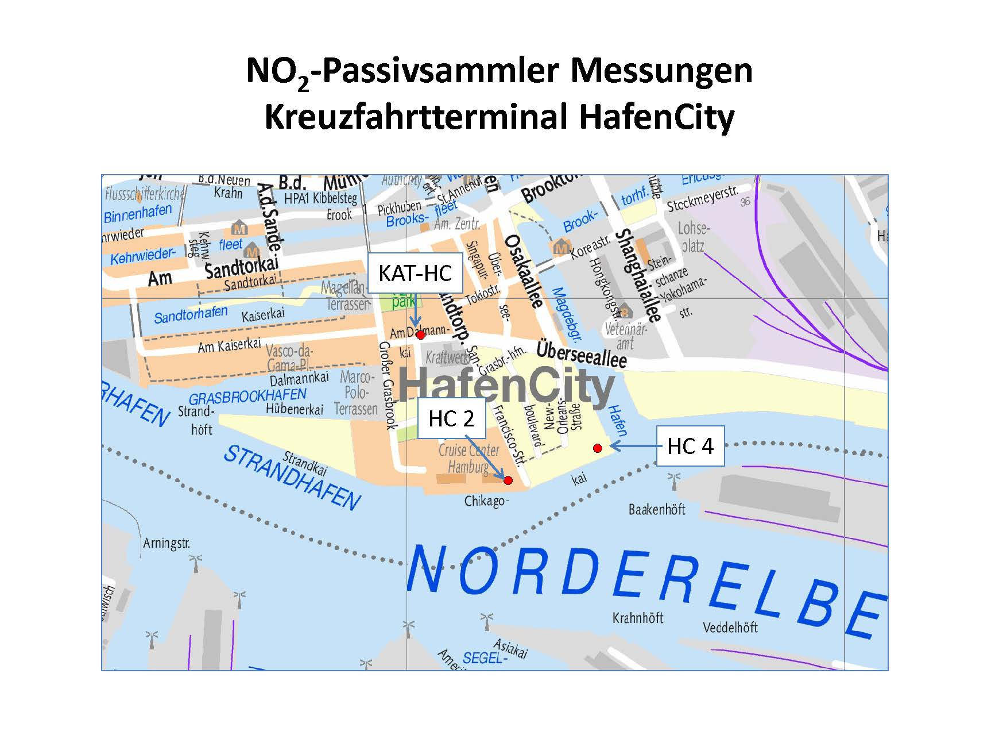 NO2-Passivsammler Messungen
Kreuzfahrtterminal HafenCity
B.d.Neuen
Krahn
B.d.
HPA1 Kibbelsteg
Brook
Flussschifferkirche
Binnenhafen
Kehrwieder-
fleet
Kehrw.
steg
A.d.Sande-
M
M
Pickhuben
St.Annenuf.
Brooks-
fleet
Am. Zentr.
Brook-
torhf.
Stockmeyerstr.
36
Lohse-
platz
M
Koreastr.
Shanghaiallee
Stein-
schanze
Yokohama-
str.
Hongkongstr.
Osakaallee
Singapur-
Über-
see-
Tokiostr.
Am
Sandtorkai
Sandtorkai
Magellan-
Terrassen
KAT-HC
park
Sandtorhafen
Kaiserkai
Magdebgr.
Hafen
Veterinär-
amt
Am Dalmann-
kai
Am Kaiserkai
Vasco-da-
Gama-Pl.
Kraftwerk
Grasbr.-hfn.
Überseeallee
Großer Grasbrook
HafenCity
Dalmannkai
Marco-
Polo-
Terrassen
GRASBROOKHAFEN
Hübenerkai
Strand-
höft
HC 2
San-
Francisco-Str.
boulevard
New-
Orleans-
Straße
HC 4
Cruise Center
Hamburg
STRANDHAFEN
Strandkai
kai
Chikago-
Baakenhöft
Arningstr.
NORDERELBE
Krahnhöft
Veddelhöft
Asiakai
SEGEL-